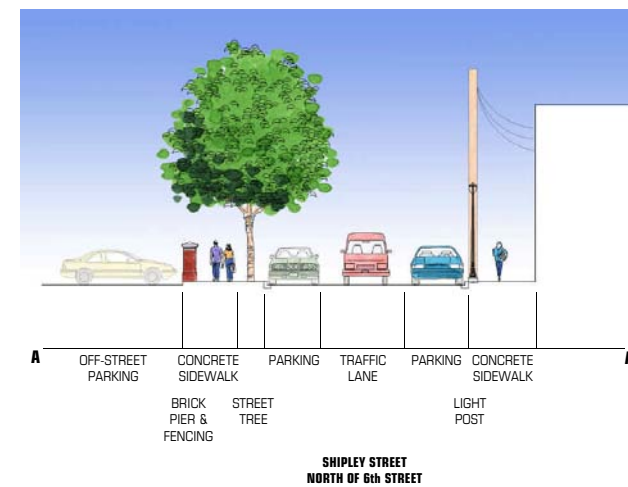 A
OFF-STREET
PARKING
CONCRETE
SIDEWALK
PARKING
TRAFFIC
LANE
PARKING
CONCRETE
SIDEWALK
BRICK
PIER &
FENCING
STREET
TREE
LIGHT
POST
SHIPLEY STREET
NORTH OF 6th STREET